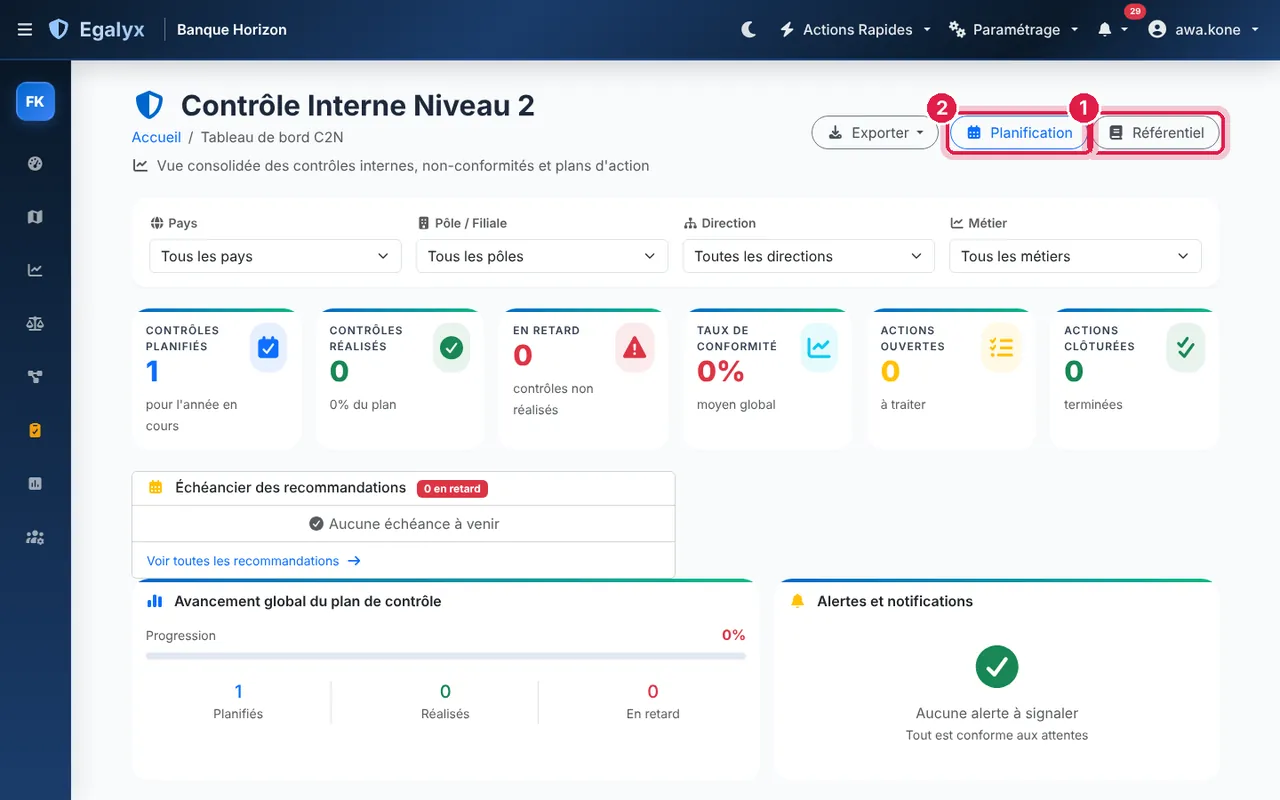 Egalyx
Banque Horizon
Actions Rapides
Paramétrage
29
awa.kone
FK
Contrôle Interne Niveau 2
Accueil / Tableau de bord C2N
Vue consolidée des contrôles internes, non-conformités et plans d'action
Exporter
2
Planification
1
Référentiel
Pays
Pôle / Filiale
Direction
Métier
Tous les pays
Tous les pôles
Toutes les directions
Tous les métiers
CONTRÔLES
PLANIFIÉS
1
pour l'année en
cours
CONTRÔLES
RÉALISÉS
0
0% du plan
EN RETARD
0
contrôles non
réalisés
TAUX DE
CONFORMITÉ
0%
moyen global
ACTIONS
OUVERTES
0
à traiter
ACTIONS
CLÔTURÉES
0
terminées
Échéancier des recommandations
0 en retard
Aucune échéance à venir
Voir toutes les recommandations
Avancement global du plan de contrôle
Progression
0%
1
Planifiés
0
Réalisés
0
En retard
Alertes et notifications
Aucune alerte à signaler
Tout est conforme aux attentes